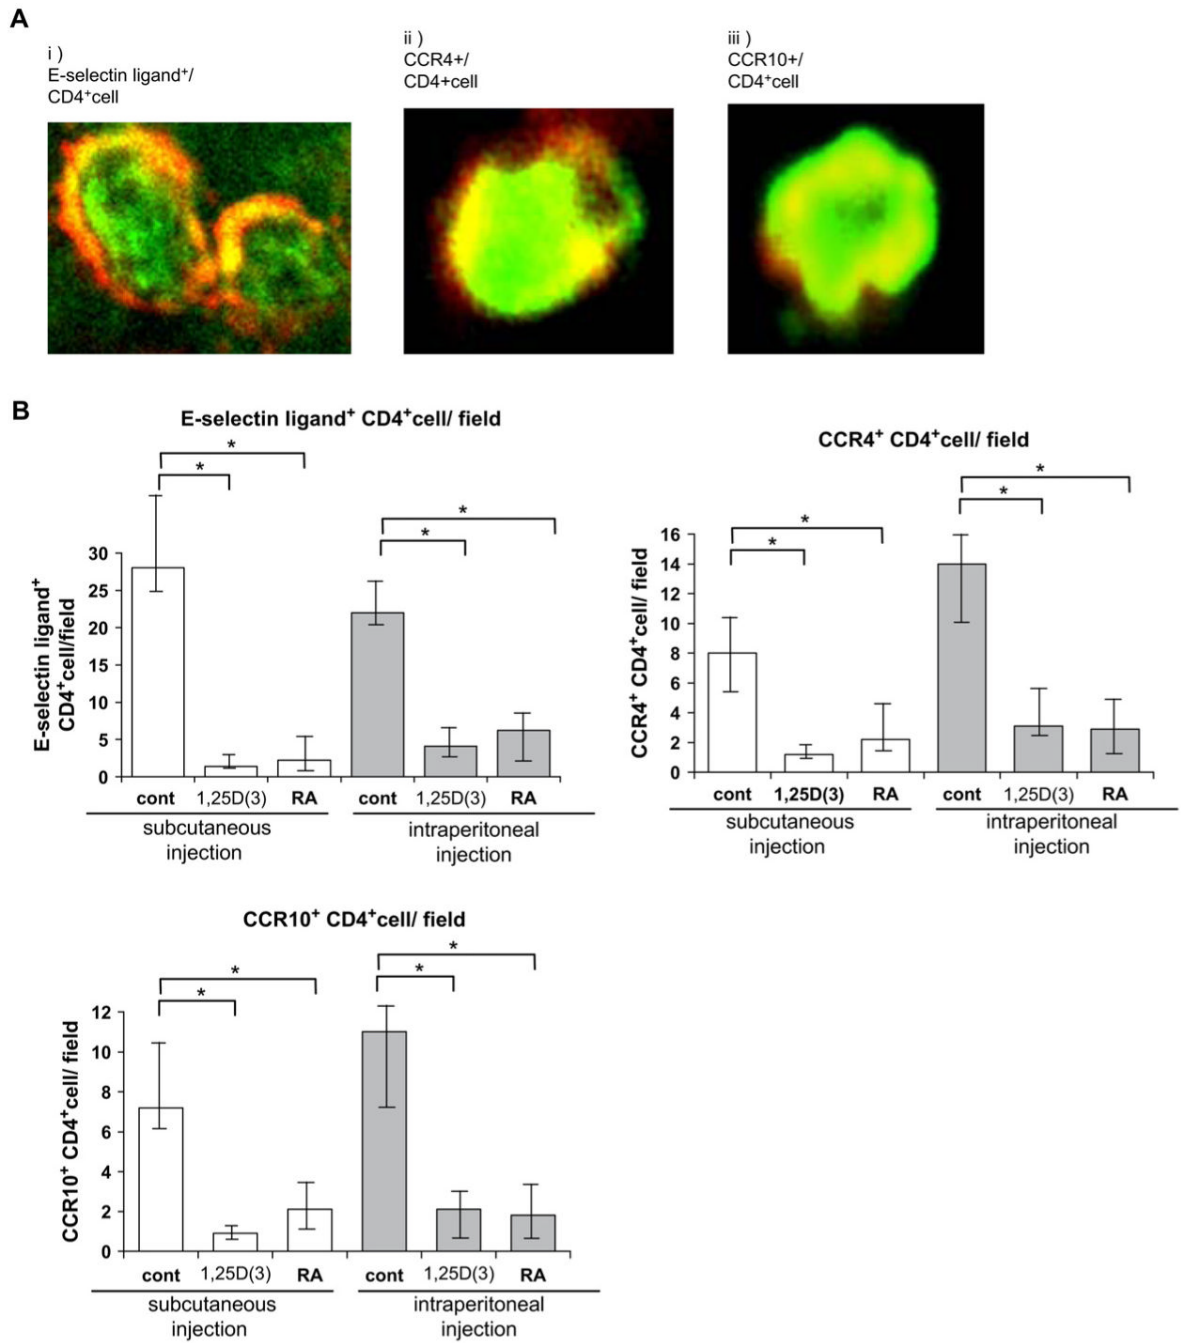 A
i )
E-selectin ligand⁺/
CD4⁺cell
ii )
CCR4+/
CD4+cell
iii )
CCR10+/
CD4⁺cell
B
E-selectin ligand⁺ CD4⁺cell/ field
*
*
*
*
E-selectin ligand⁺
CD4⁺cell/field
30
25
20
15
10
5
0
cont 1,25D(3) RA cont 1,25D(3) RA
subcutaneous
injection
intraperitoneal
injection
CCR4⁺ CD4⁺cell/ field
*
*
*
*
CCR4⁺ CD4⁺cell/ field
16
14
12
10
8
6
4
2
0
cont 1,25D(3) RA cont 1,25D(3) RA
subcutaneous
injection
intraperitoneal
injection
CCR10⁺ CD4⁺cell/ field
*
*
*
*
CCR10⁺ CD4⁺cell/ field
12
10
8
6
4
2
0
cont 1,25D(3) RA cont 1,25D(3) RA
subcutaneous
injection
intraperitoneal
injection